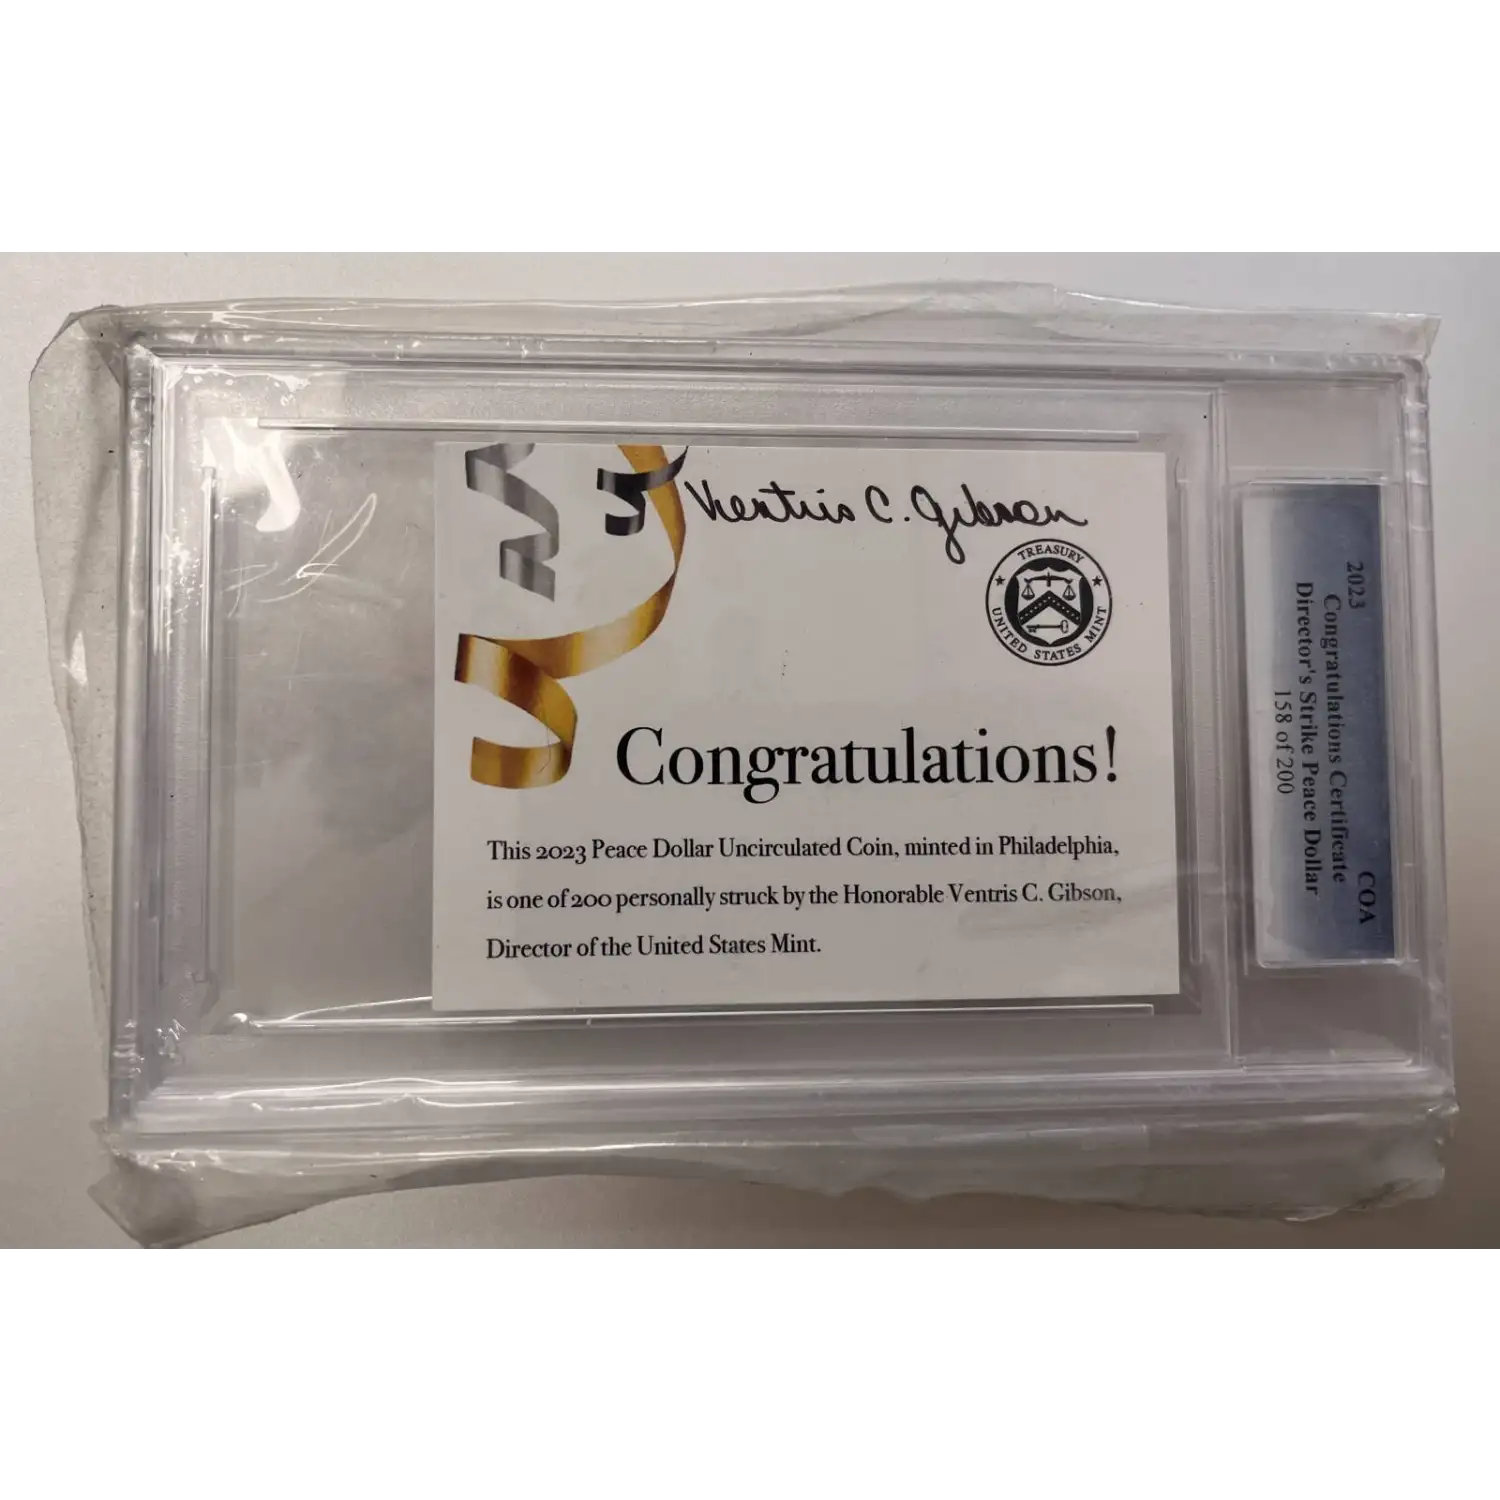 Ventris C. Gibson
TREASURY
UNITED STATES MINT
Congratulations!
This 2023 Peace Dollar Uncirculated Coin, minted in Philadelphia,
is one of 200 personally struck by the Honorable Ventris C. Gibson,
Director of the United States Mint.
2023 COA
Congratulations Certificate
Director's Strike Peace Dollar
158 of 200